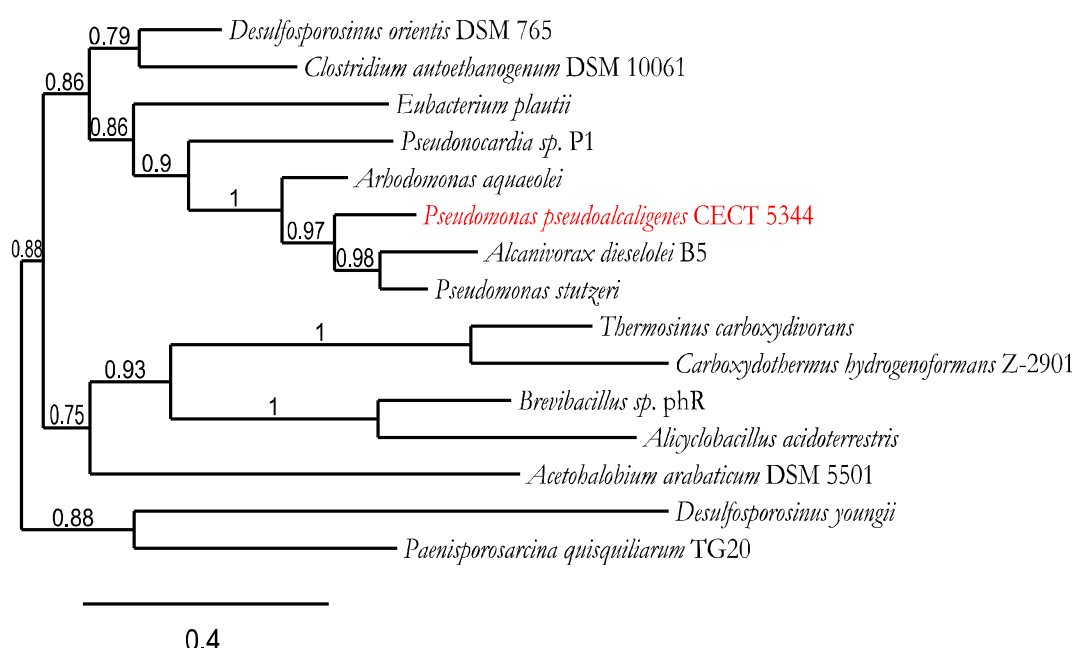 0.79
Desulfosporosinus orientis DSM 765
Clostridium autoethanogenum DSM 10061
0.86
Eubacterium plautii
0.86
Pseudonocardia sp. P1
0.9
Arhodomonas aquaeolei
1
Pseudomonas pseudoalcaligenes CECT 5344
0.97
Alcanivorax dieselolei B5
0.88
0.98
Pseudomonas stutzeri
Thermosinus carboxydivorans
1
Carboxydothermus hydrogenoformans Z-2901
0.93
Brevibacillus sp. phR
1
0.75
Alicyclobacillus acidoterrestris
Acetohalobium arabaticum DSM 5501
Desulfosporosinus youngii
0.88
Paenisporosarcina quisquiliarum TG20
0.4